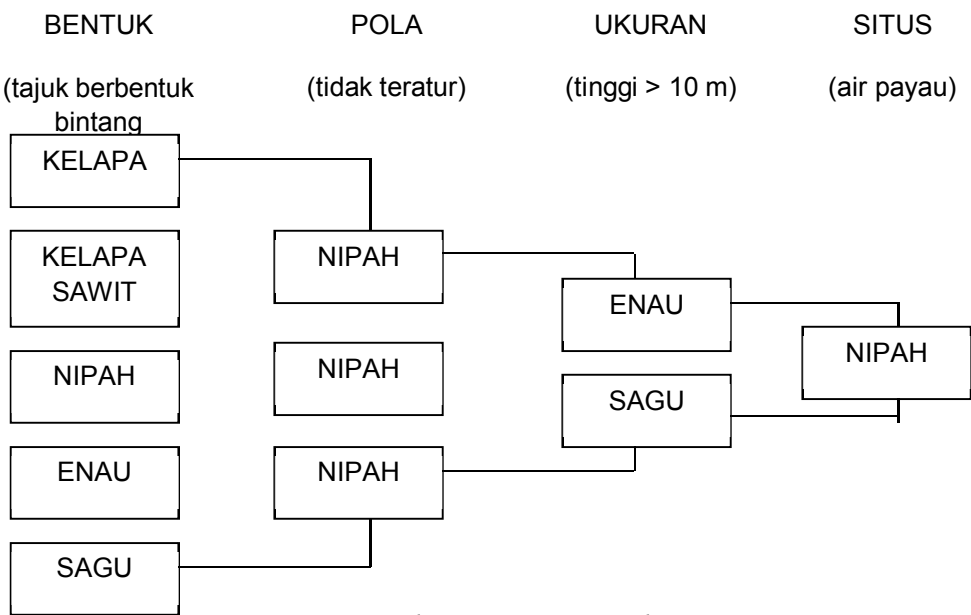 BENTUK
POLA
UKURAN
SITUS
(tajuk berbentuk
bintang
(tidak teratur)
(tinggi > 10 m)
(air payau)
KELAPA
KELAPA
SAWIT
NIPAH
ENAU
SAGU
NIPAH
NIPAH
NIPAH
ENAU
SAGU
NIPAH